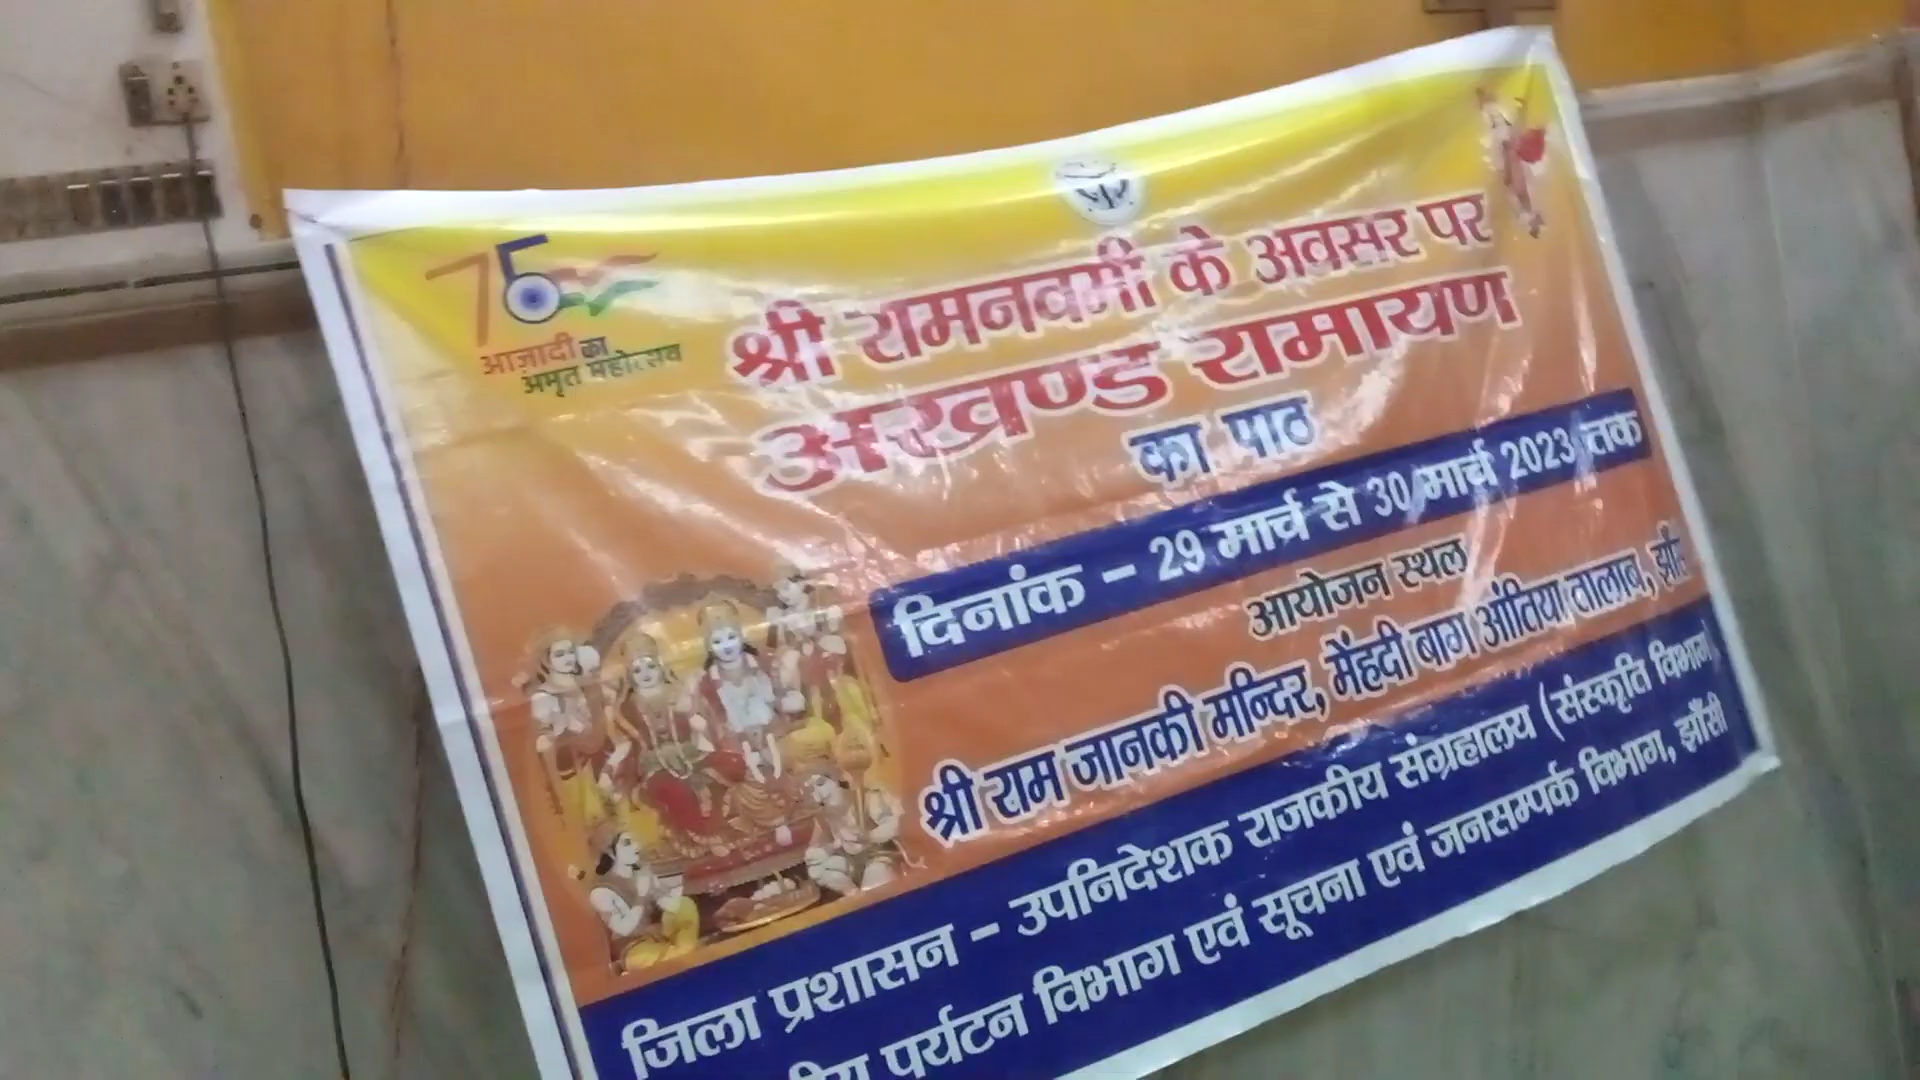 75
आज़ादी का
अमृत महोत्सव
श्री रामनवमी के अवसर पर
अखण्ड रामायण
का पाठ
दिनांक – 29 मार्च से 30 मार्च 2023 तक
आयोजन स्थल
श्री राम जानकी मन्दिर, मेंहदी बाग अंतिया तालाब,
जिला प्रशासन – उपनिदेशक राजकीय संग्रहालय (संस्कृति विभाग)
पर्यटन विभाग एवं सूचना एवं जनसम्पर्क विभाग, झाँसी